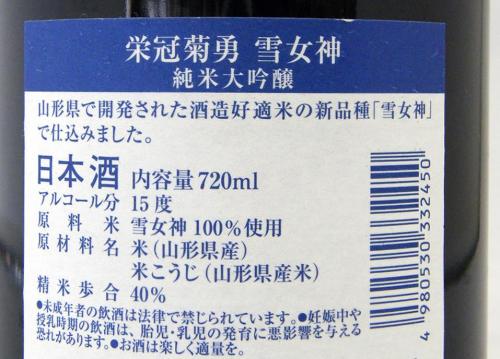 栄冠菊勇 雪女神
純米大吟醸
山形県で開発された酒造好適米の新品種「雪女神」
で仕込みました。
日本酒 内容量720ml
アルコール分 15度
原料米 雪女神100%使用
原材料名 米(山形県産)
米こうじ(山形県産米)
精米歩合 40%
●未成年者の飲酒は法律で禁じられています。●妊娠中や
授乳時期の飲酒は、胎児・乳児の発育に悪影響を与える
恐れがあります。●お酒は楽しく適量を。
4 980530 332450